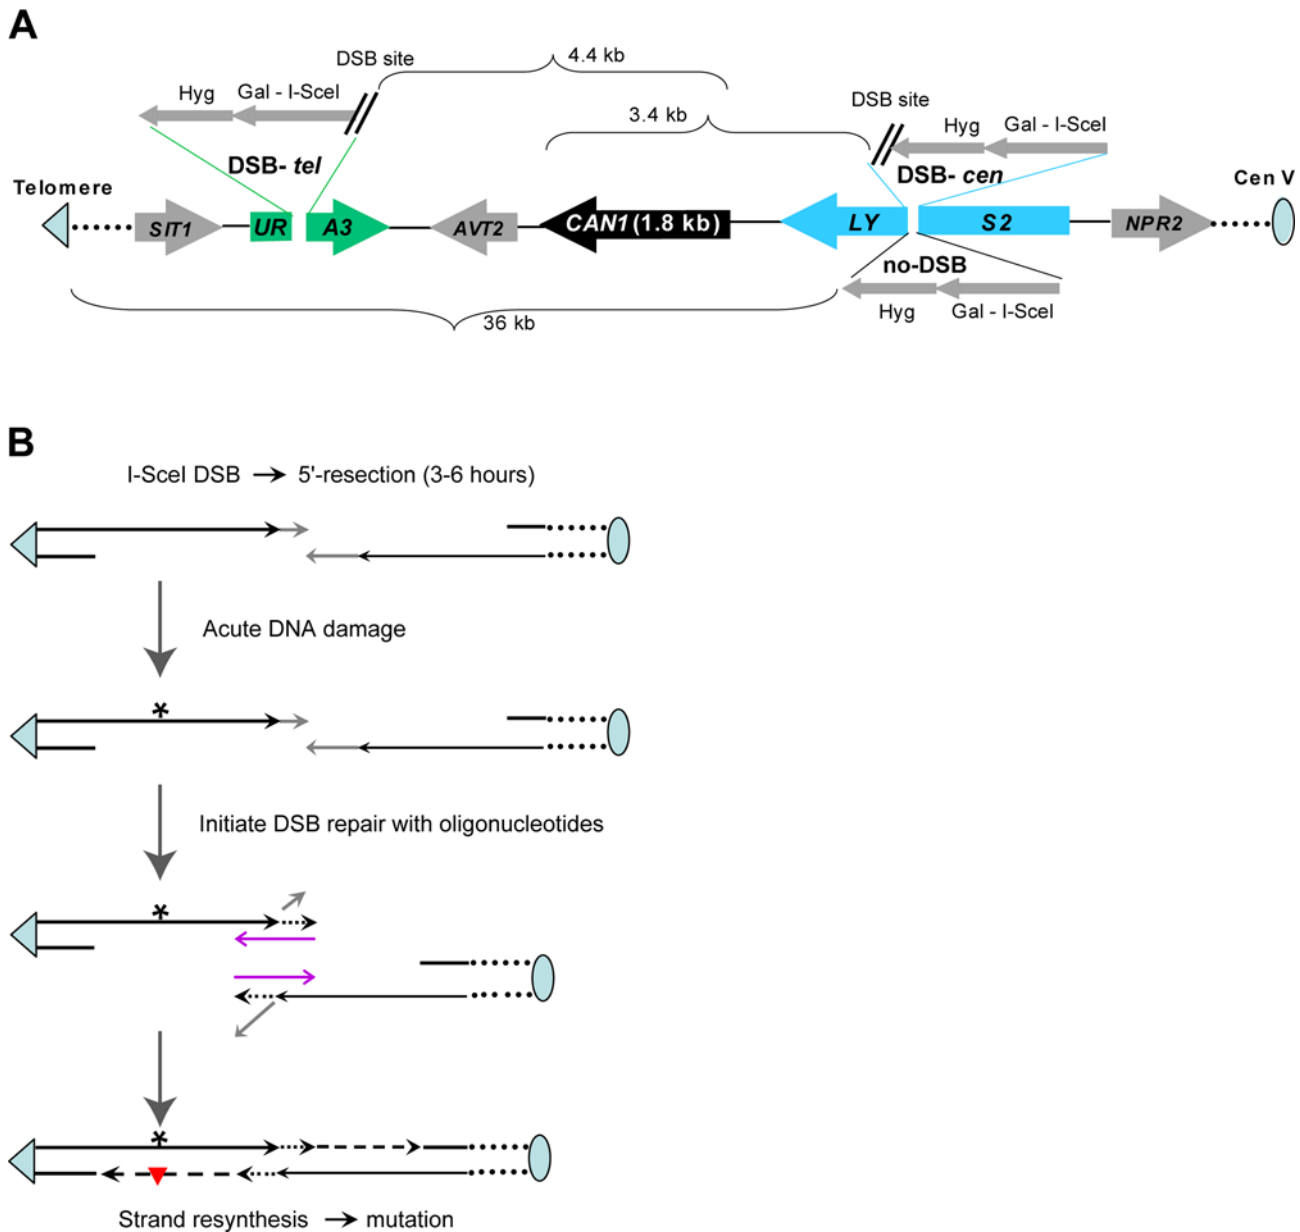 A
DSB site
4.4 kb
Hyg
Gal - I-SceI
DSB site
3.4 kb
Hyg
Gal - I-SceI
DSB- tel
DSB- cen
Telomere
Cen V
SIT1
UR
A3
AVT2
CAN1 (1.8 kb)
LY
S2
NPR2
no-DSB
Hyg
Gal - I-SceI
36 kb
B
I-SceI DSB → 5'-resection (3-6 hours)
Acute DNA damage
*
Initiate DSB repair with oligonucleotides
*
*
Strand resynthesis → mutation